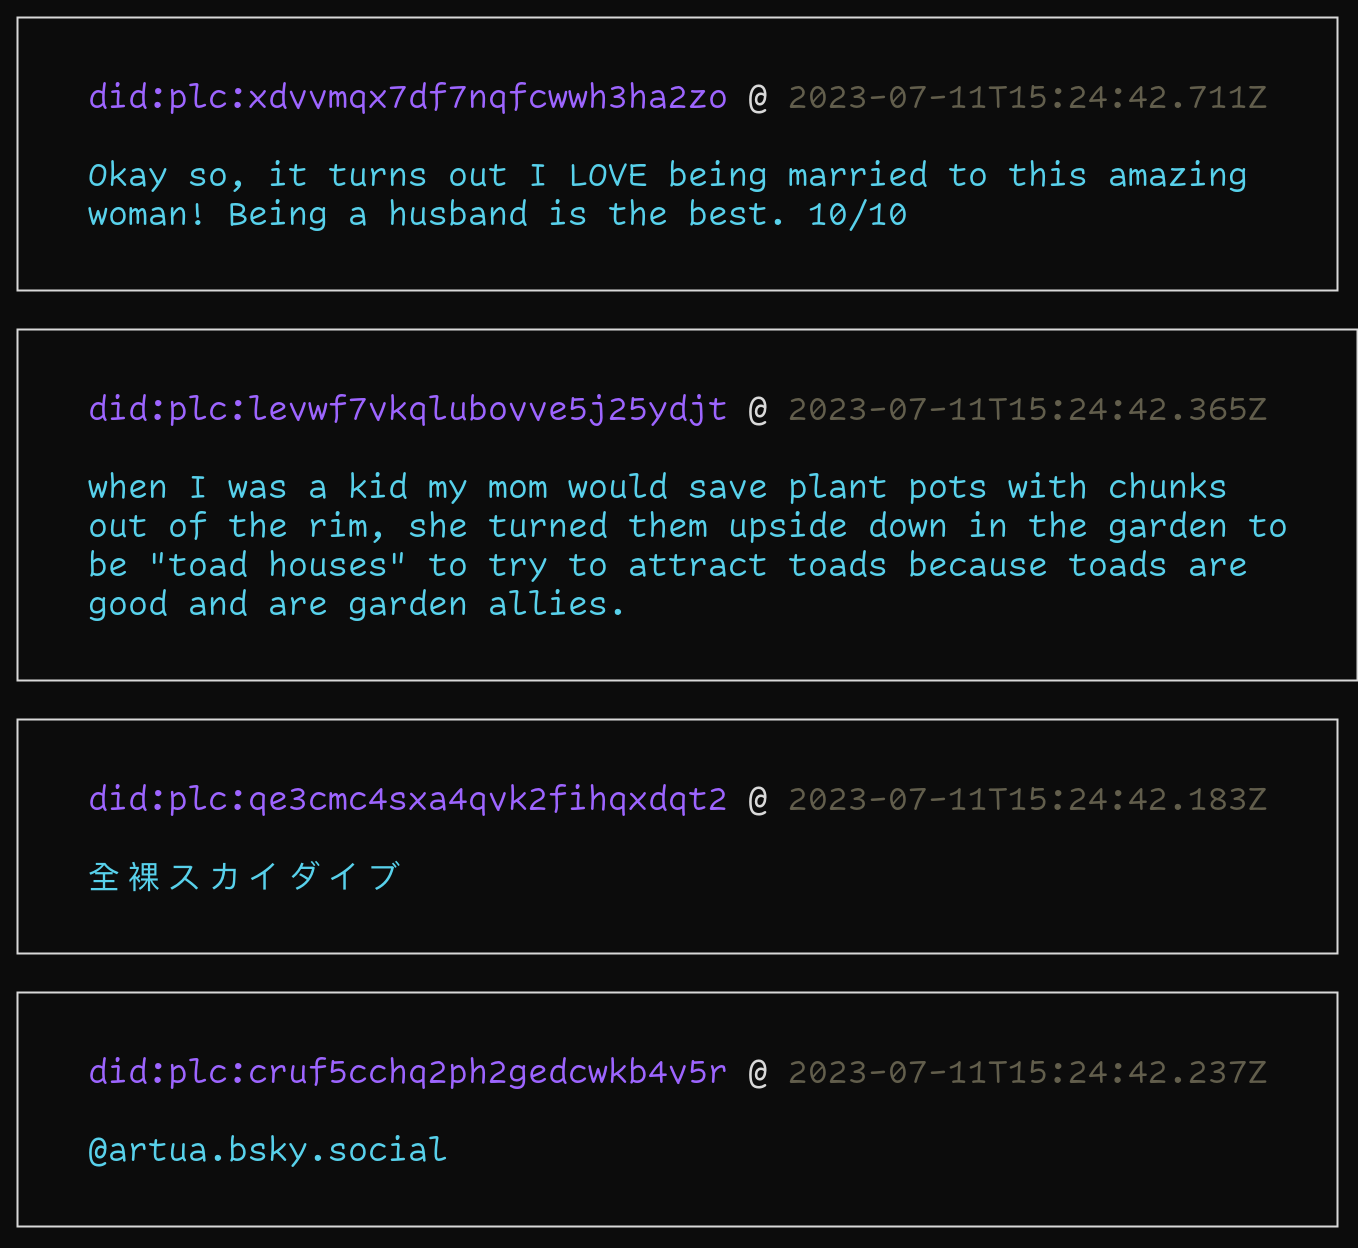 did:plc:xdvvmqx7df7nqfcwwh3ha2zo @ 2023-07-11T15:24:42.711Z
Okay so, it turns out I LOVE being married to this amazing
woman! Being a husband is the best. 10/10
did:plc:levwf7vkqlubovve5j25ydjt @ 2023-07-11T15:24:42.365Z
when I was a kid my mom would save plant pots with chunks
out of the rim, she turned them upside down in the garden to
be "toad houses" to try to attract toads because toads are
good and are garden allies.
did:plc:qe3cmc4sxa4qvk2fihqxdqt2 @ 2023-07-11T15:24:42.183Z
全裸スカイダイブ
did:plc:cruf5cchq2ph2gedcwkb4v5r @ 2023-07-11T15:24:42.237Z
@artua.bsky.social